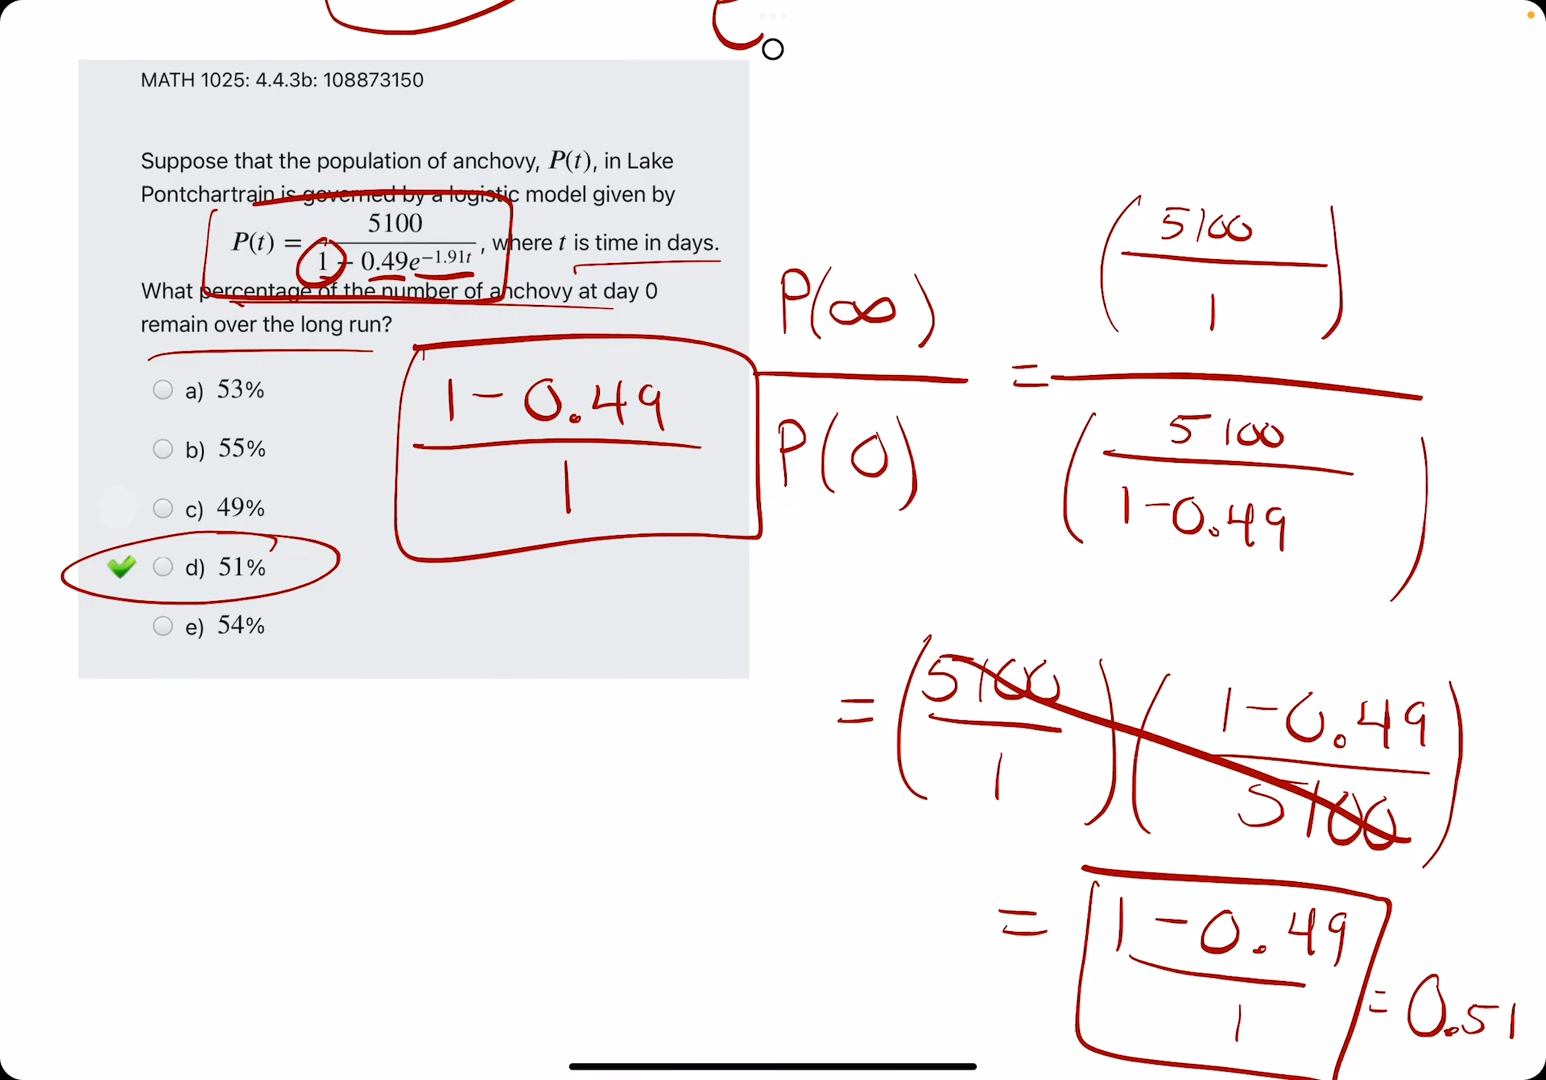 MATH 1025: 4.4.3b: 108873150
Suppose that the population of anchovy, P(t), in Lake
Pontchartrain is governed by a logistic model given by
P(t) = 5100 / (1 − 0.49e^−1.91t), where t is time in days.
What percentage of the number of anchovy at day 0
remain over the long run?
a) 53%
b) 55%
c) 49%
d) 51%
e) 54%
1 - 0.49
1
P(∞)
P(0)
=
(5100 / 1)
(5100 / 1-0.49)
= (5100 / 1)(1-0.49 / 5100)
= 1-0.49 / 1 = 0.51